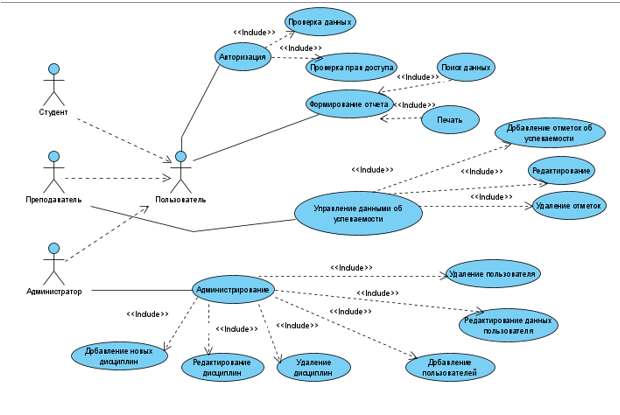 Проверка данных
<<Include>>
Авторизация
<<Include>>
Проверка прав доступа
Поиск данных
<<Include>>
Формирование отчета
<<Include>>
Печать
Студент
Добавление отметок об
успеваемости
<<Include>>
Редактирование
<<Include>>
<<Include>>
Удаление отметок
Преподаватель
Пользователь
Управление данными об
успеваемости
Администратор
Администрирование
<<Include>>
Удаление пользователя
<<Include>>
Редактирование данных
пользователя
<<Include>>
<<Include>>
<<Include>>
<<Include>>
Добавление новых
дисциплин
Редактирование
дисциплин
Удаление
дисциплин
Добавление
пользователей